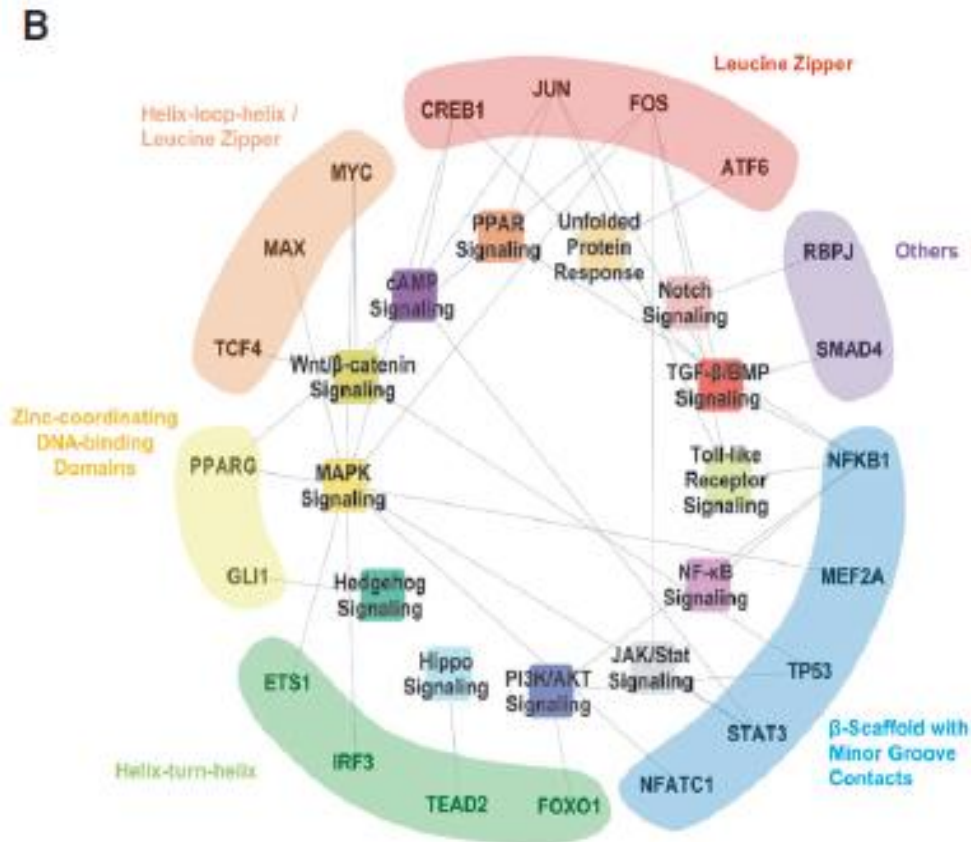 B
Leucine Zipper
JUN
FOS
CREB1
ATF6
Helix-loop-helix /
Leucine Zipper
MYC
MAX
TCF4
PPAR
Signaling
Unfolded
Protein
Response
RBPJ
Others
SMAD4
cAMP
Signaling
Notch
Signaling
Wnt/β-catenin
Signaling
TGF-β/BMP
Signaling
Zinc-coordinating
DNA-binding
Domains
PPARG
GLI1
MAPK
Signaling
Toll-like
Receptor
Signaling
NFKB1
MEF2A
TP53
STAT3
NFATC1
Hedgehog
Signaling
NF-κB
Signaling
Hippo
Signaling
PI3K/AKT
Signaling
JAK/Stat
Signaling
β-Scaffold with
Minor Groove
Contacts
ETS1
IRF3
TEAD2
FOXO1
Helix-turn-helix